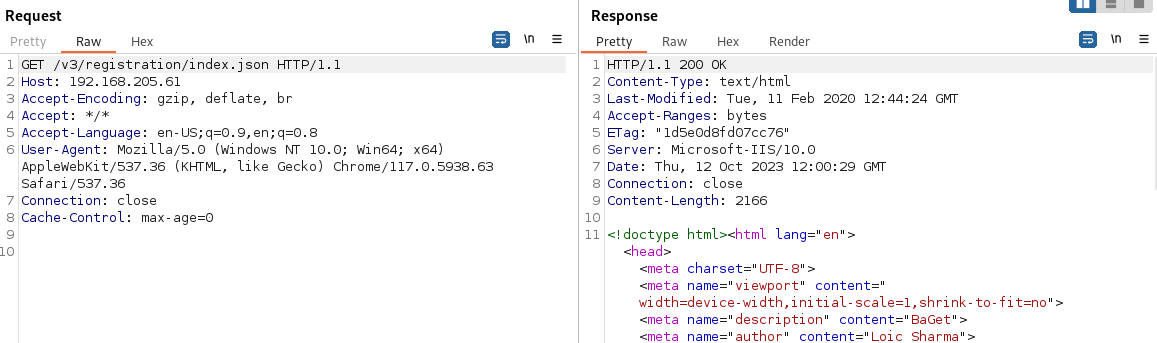 Request
Pretty Raw Hex \n
1 GET /v3/registration/index.json HTTP/1.1
2 Host: 192.168.205.61
3 Accept-Encoding: gzip, deflate, br
4 Accept: */*
5 Accept-Language: en-US;q=0.9,en;q=0.8
6 User-Agent: Mozilla/5.0 (Windows NT 10.0; Win64; x64)
AppleWebKit/537.36 (KHTML, like Gecko) Chrome/117.0.5938.63
Safari/537.36
7 Connection: close
8 Cache-Control: max-age=0
9
10
Response
Pretty Raw Hex Render \n
1 HTTP/1.1 200 OK
2 Content-Type: text/html
3 Last-Modified: Tue, 11 Feb 2020 12:44:24 GMT
4 Accept-Ranges: bytes
5 ETag: "1d5e0d8fd07cc76"
6 Server: Microsoft-IIS/10.0
7 Date: Thu, 12 Oct 2023 12:00:29 GMT
8 Connection: close
9 Content-Length: 2166
10
11 <!doctype html><html lang="en">
<head>
<meta charset="UTF-8">
<meta name="viewport" content="
width=device-width,initial-scale=1,shrink-to-fit=no">
<meta name="description" content="BaGet">
<meta name="author" content="Loic Sharma">